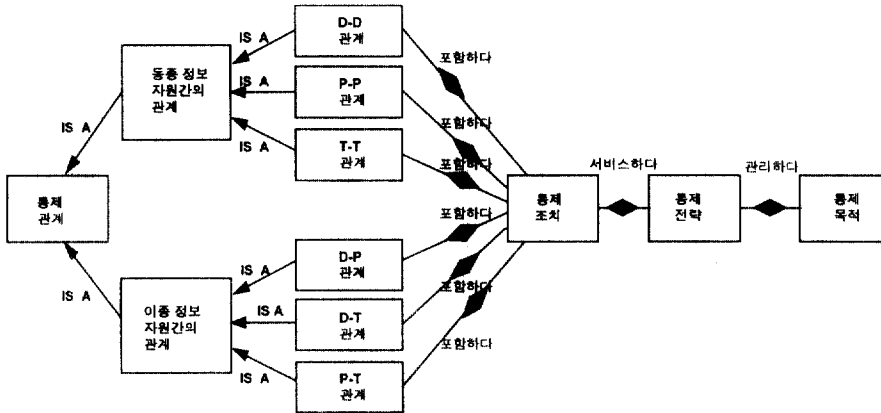 D-D
관계
IS A
포함하다
동종 정보
자원간의
관계
IS A
P-P
관계
포함하다
IS A
T-T
관계
포함하다
IS A
통제
관계
통제
조치
서비스하다
통제
전략
관리하다
통제
목적
포함하다
D-P
관계
IS A
IS A
이종 정보
자원간의
관계
IS A
D-T
관계
포함하다
IS A
P-T
관계
포함하다